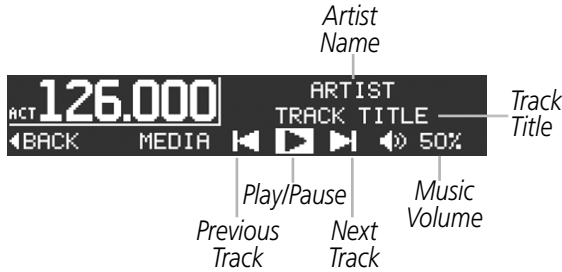 Artist
Name
ACT 126.000
ARTIST
TRACK TITLE
Track
Title
BACK MEDIA 50%
Play/Pause
Music
Volume
Previous
Track
Next
Track